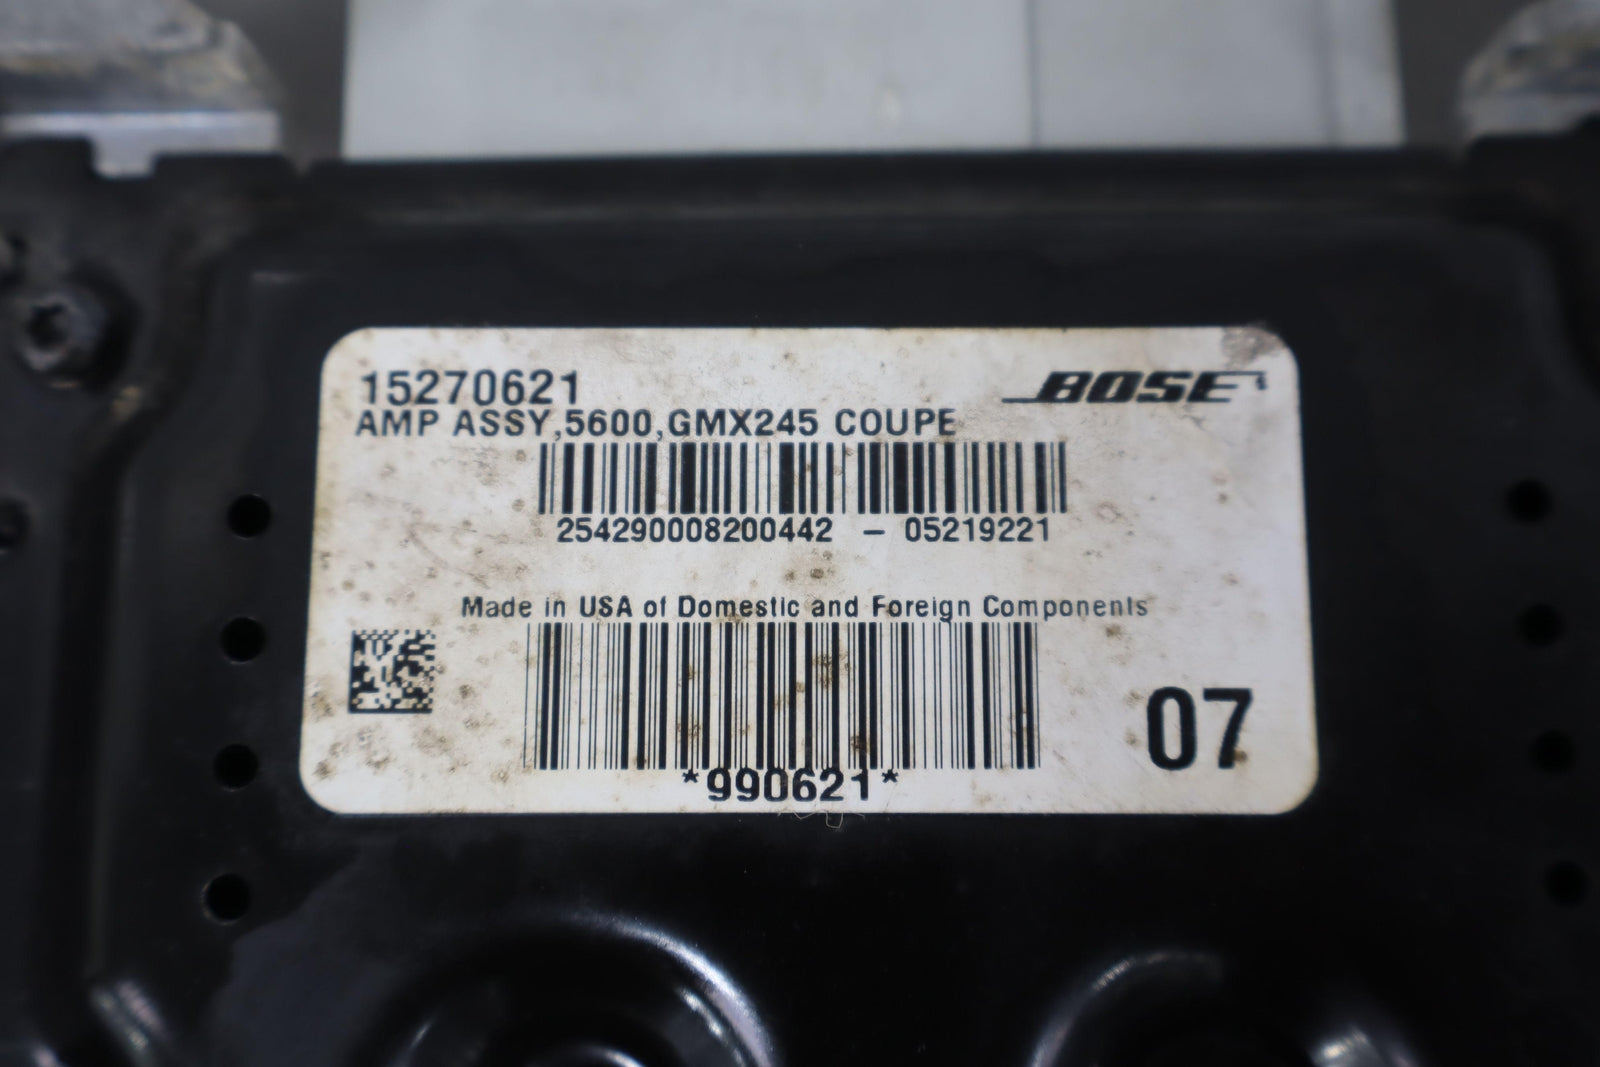 15270621
BOSE
AMP ASSY,5600,GMX245 COUPE
254290008200442 - 05219221
Made in USA of Domestic and Foreign Components
07
*990621*